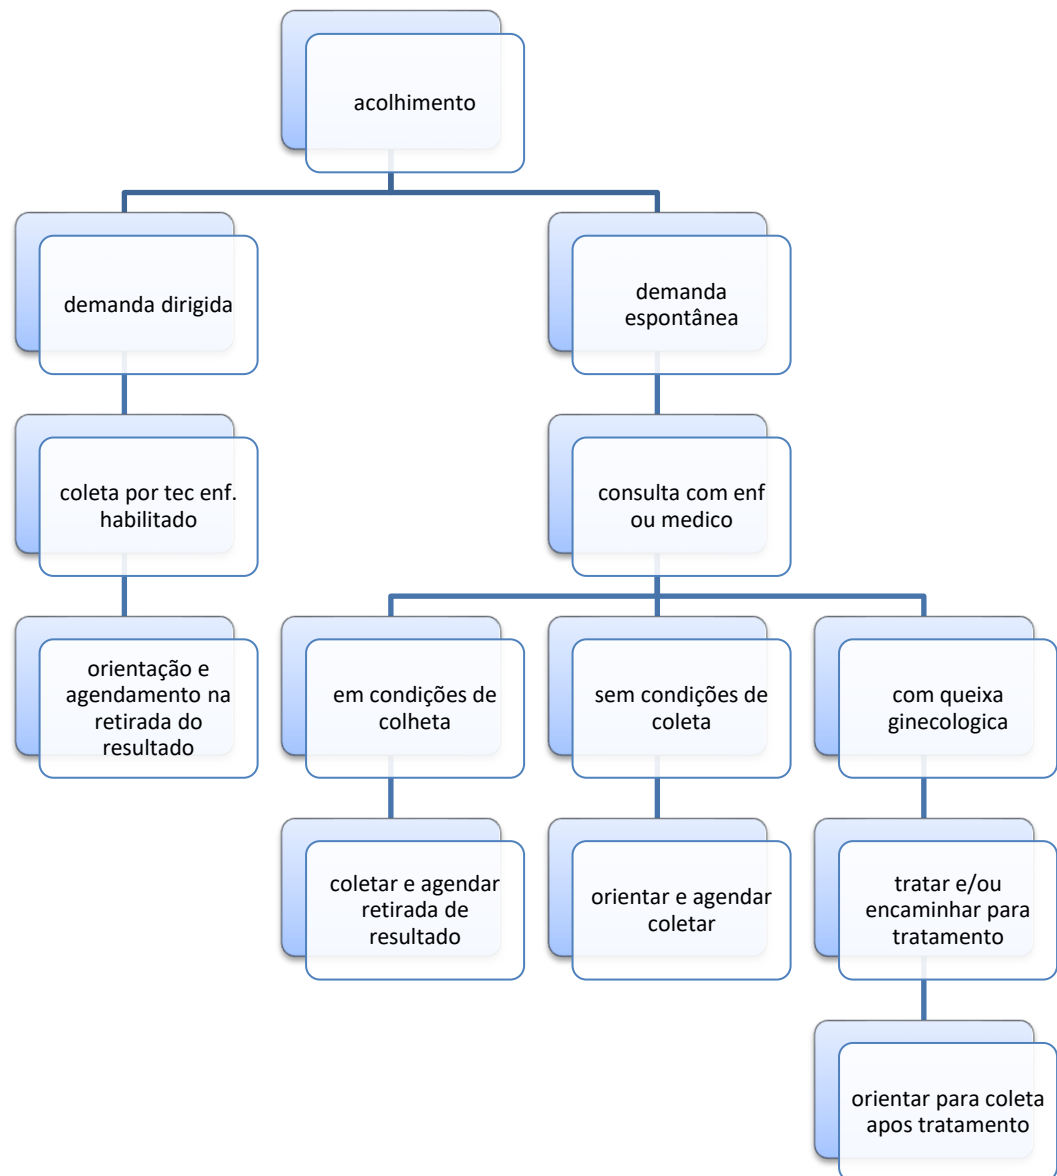 acolhimento
demanda dirigida
demanda
espontânea
coleta por tec enf.
habilitado
consulta com enf
ou medico
orientação e
agendamento na
retirada do
resultado
em condições de
colheta
sem condições de
coleta
com queixa
ginecologica
coletar e agendar
retirada de
resultado
orientar e agendar
coletar
tratar e/ou
encaminhar para
tratamento
orientar para coleta
apos tratamento